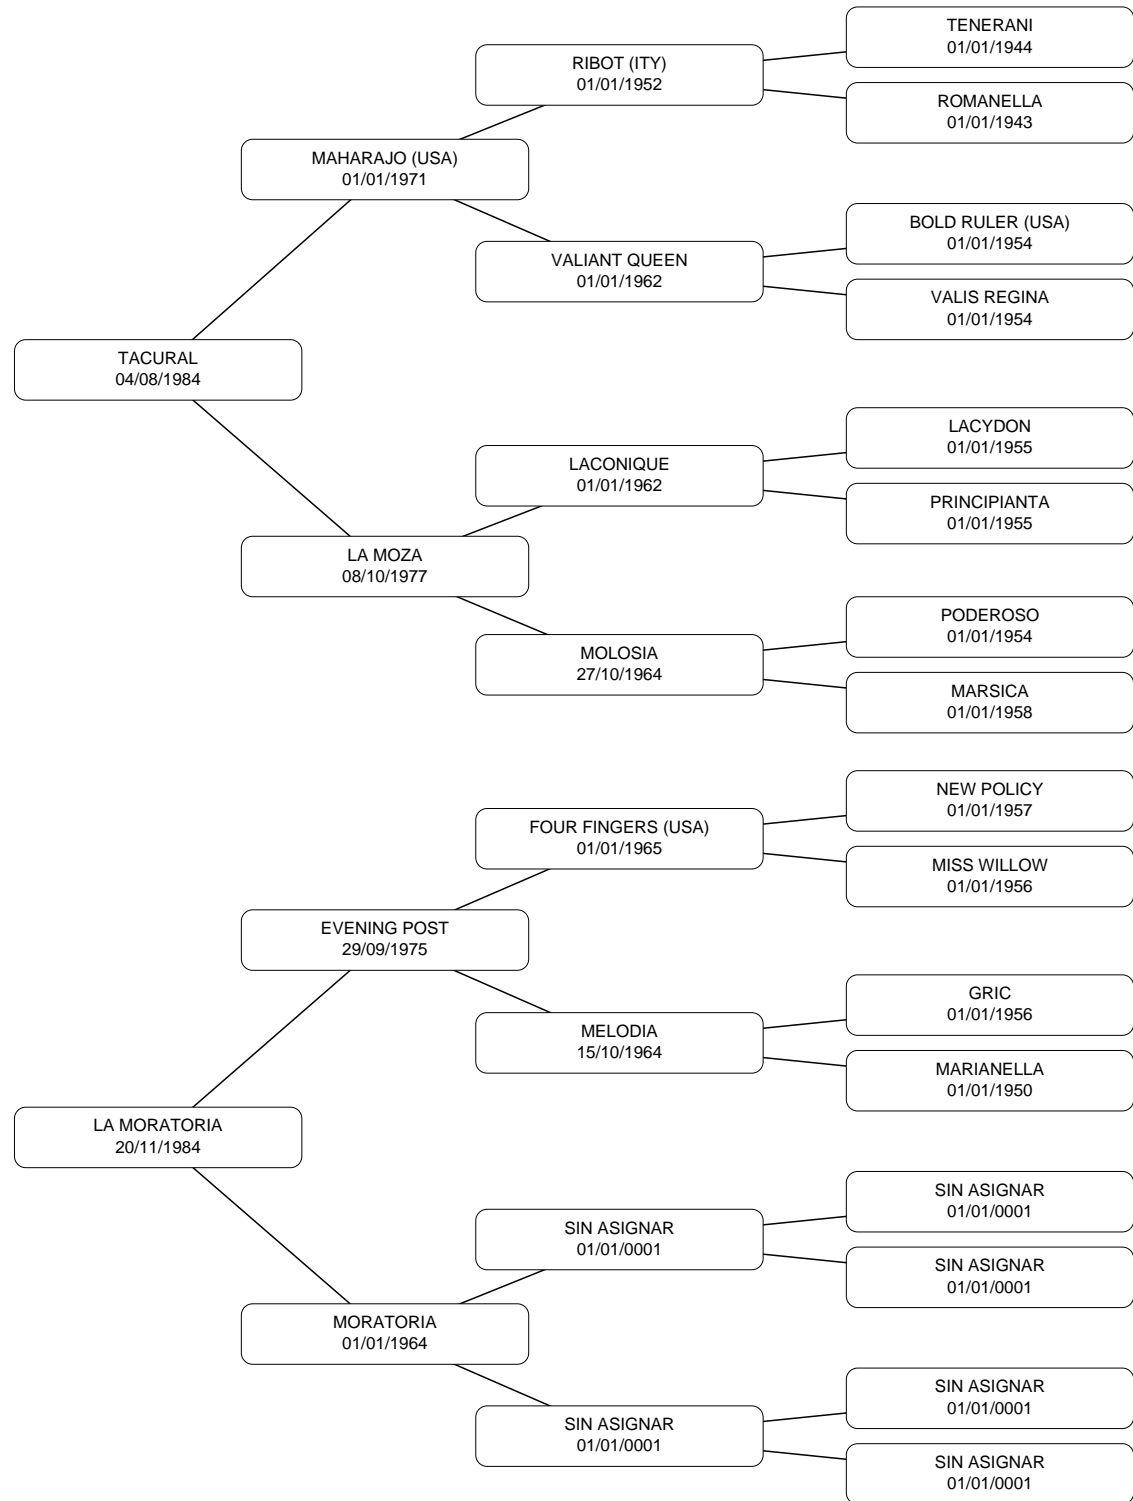 TENERANI
01/01/1944
RIBOT (ITY)
01/01/1952
ROMANELLA
01/01/1943
MAHARAJO (USA)
01/01/1971
BOLD RULER (USA)
01/01/1954
VALIANT QUEEN
01/01/1962
VALIS REGINA
01/01/1954
TACURAL
04/08/1984
LACYDON
01/01/1955
LACONIQUE
01/01/1962
PRINCIPIANTA
01/01/1955
LA MOZA
08/10/1977
PODEROSO
01/01/1954
MOLOSIA
27/10/1964
MARSICA
01/01/1958
NEW POLICY
01/01/1957
FOUR FINGERS (USA)
01/01/1965
MISS WILLOW
01/01/1956
EVENING POST
29/09/1975
GRIC
01/01/1956
MELODIA
15/10/1964
MARIANELLA
01/01/1950
LA MORATORIA
20/11/1984
SIN ASIGNAR
01/01/0001
SIN ASIGNAR
01/01/0001
SIN ASIGNAR
01/01/0001
MORATORIA
01/01/1964
SIN ASIGNAR
01/01/0001
SIN ASIGNAR
01/01/0001
SIN ASIGNAR
01/01/0001